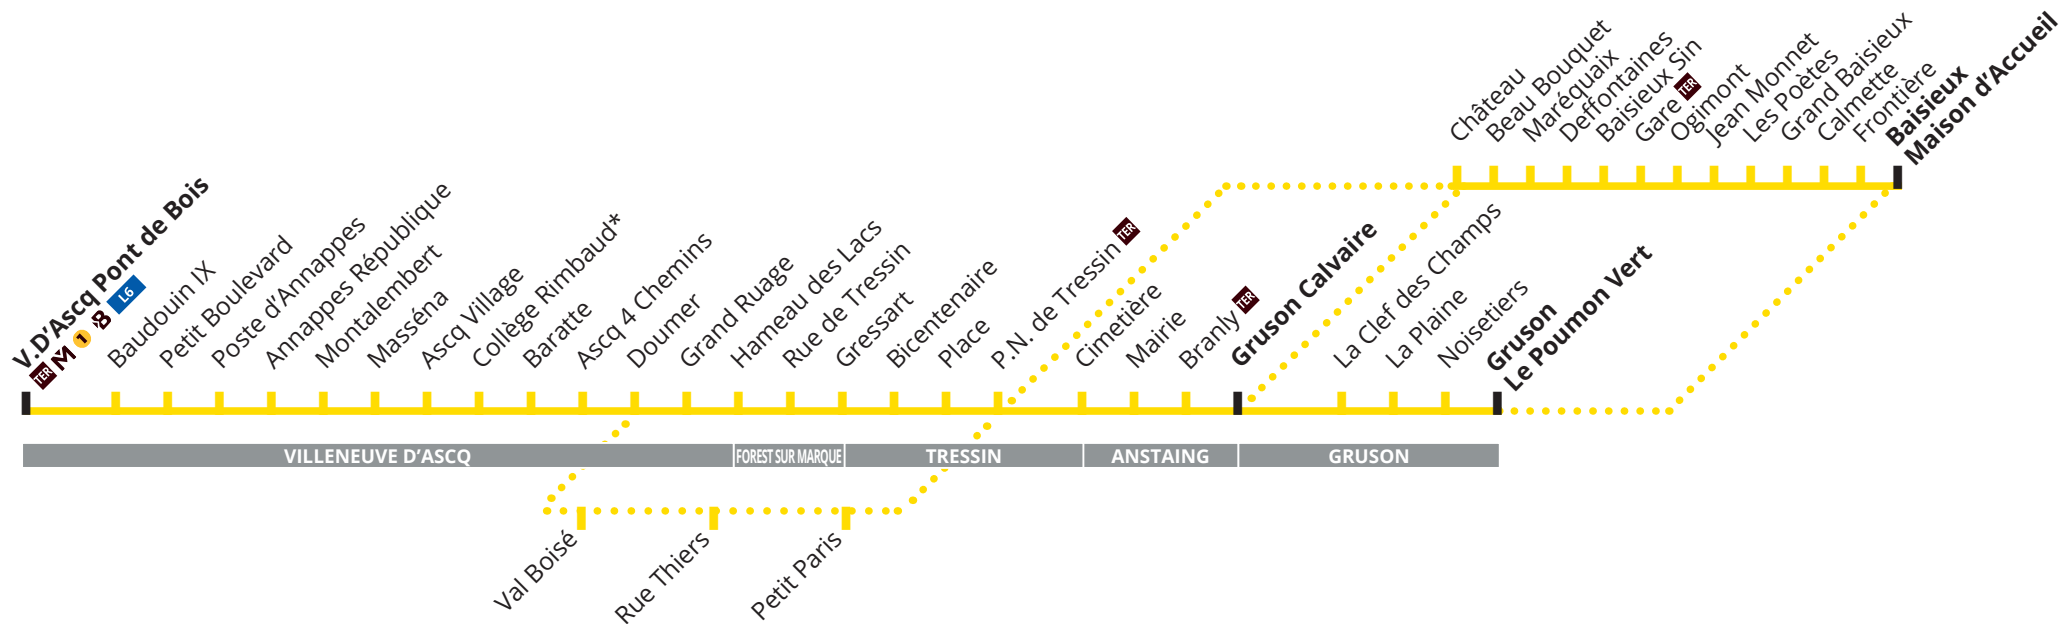 V.D’Ascq Pont de Bois
TER M 1 B L6
Baudouin IX
Petit Boulevard
Poste d’Annappes
Annappes République
Montalembert
Masséna
Ascq Village
Collège Rimbaud*
Baratte
Ascq 4 Chemins
Doumer
Grand Ruage
Hameau des Lacs
Rue de Tressin
Gressart
Bicentenaire
Place
P.N. de Tressin TER
Cimetière
Mairie
Branly TER
Gruson Calvaire
La Clef des Champs
La Plaine
Noisetiers
Gruson
Le Poumon Vert
Château
Beau Bouquet
Maréquaix
Deffontaines
Baisieux Sin
Gare TER
Ogimont
Jean Monnet
Les Poètes
Grand Baisieux
Calmette
Frontière
Baisieux
Maison d’Accueil
VILLENEUVE D’ASCQ
FOREST SUR MARQUE
TRESSIN
ANSTAING
GRUSON
Val Boisé
Rue Thiers
Petit Paris